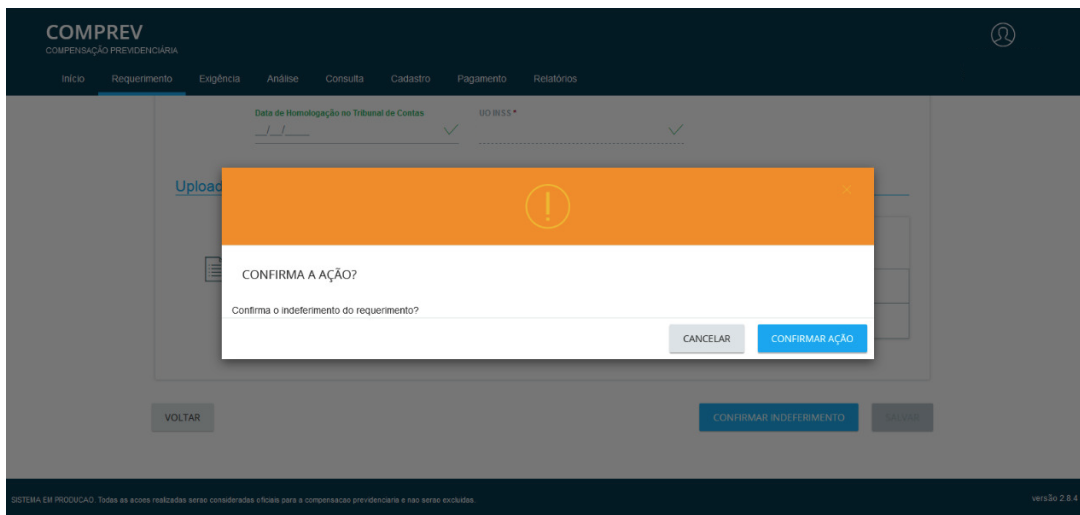 COMPREV
COMPENSAÇÃO PREVIDENCIÁRIA
Início Requerimento Exigência Análise Consulta Cadastro Pagamento Relatórios
Data de Homologação no Tribunal de Contas UO INSS *
__/__/____
Upload
CONFIRMA A AÇÃO?
Confirma o indeferimento do requerimento?
CANCELAR CONFIRMAR AÇÃO
VOLTAR CONFIRMAR INDEFERIMENTO SALVAR
SISTEMA EM PRODUCAO. Todas as acoes realizadas serao consideradas oficiais para a compensacao previdenciaria e nao serao excluidas. versão 2.8.4